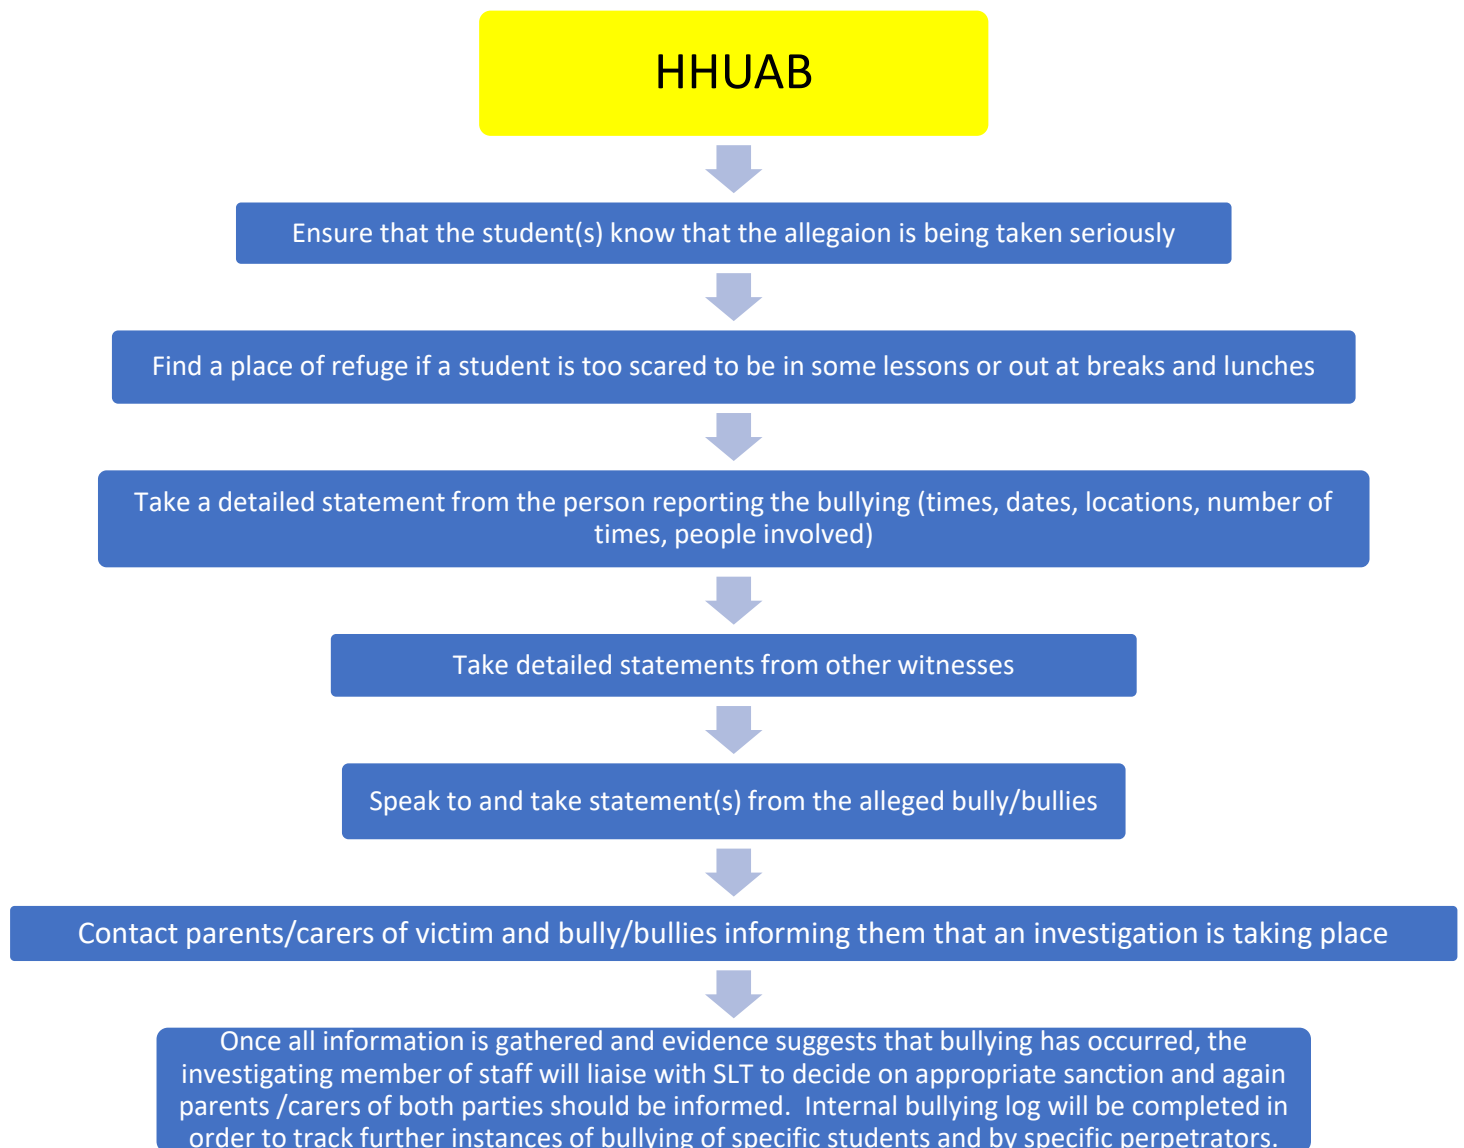 HHUAB
Ensure that the student(s) know that the allegaion is being taken seriously
Find a place of refuge if a student is too scared to be in some lessons or out at breaks and lunches
Take a detailed statement from the person reporting the bullying (times, dates, locations, number of
times, people involved)
Take detailed statements from other witnesses
Speak to and take statement(s) from the alleged bully/bullies
Contact parents/carers of victim and bully/bullies informing them that an investigation is taking place
Once all information is gathered and evidence suggests that bullying has occurred, the
investigating member of staff will liaise with SLT to decide on appropriate sanction and again
parents /carers of both parties should be informed.  Internal bullying log will be completed in
order to track further instances of bullying of specific students and by specific perpetrators.